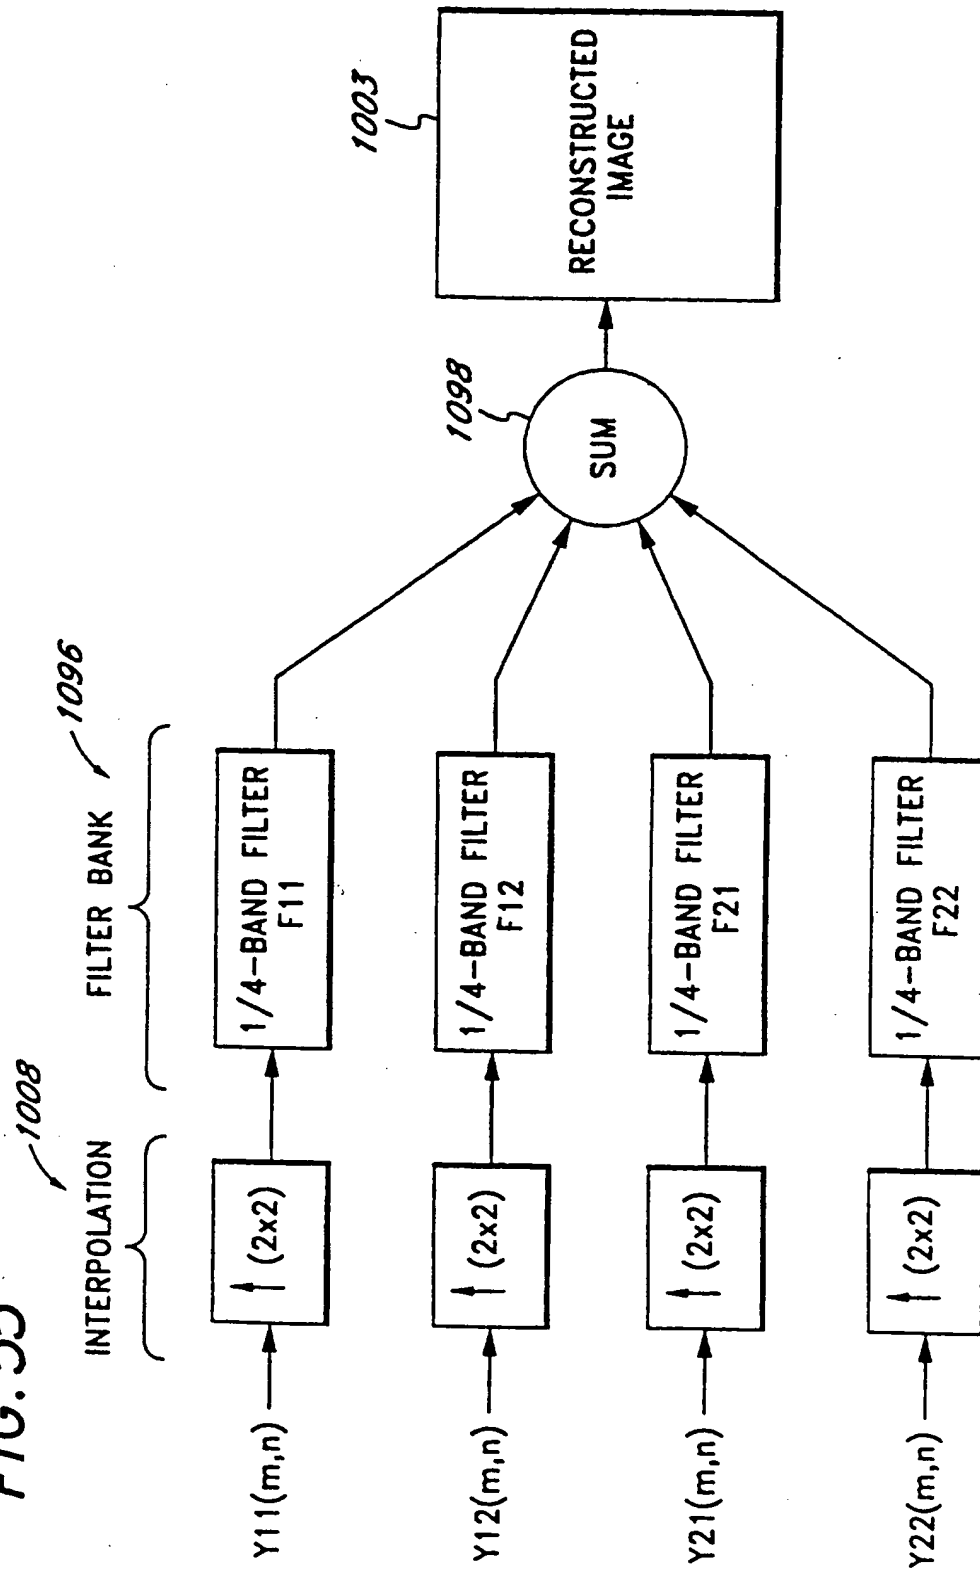 FIG. 35
1008
INTERPOLATION
FILTER BANK
1096
Y11(m,n)
(2x2)
1/4-BAND FILTER
F11
Y12(m,n)
(2x2)
1/4-BAND FILTER
F12
Y21(m,n)
(2x2)
1/4-BAND FILTER
F21
Y22(m,n)
(2x2)
1/4-BAND FILTER
F22
1098
SUM
1003
RECONSTRUCTED
IMAGE